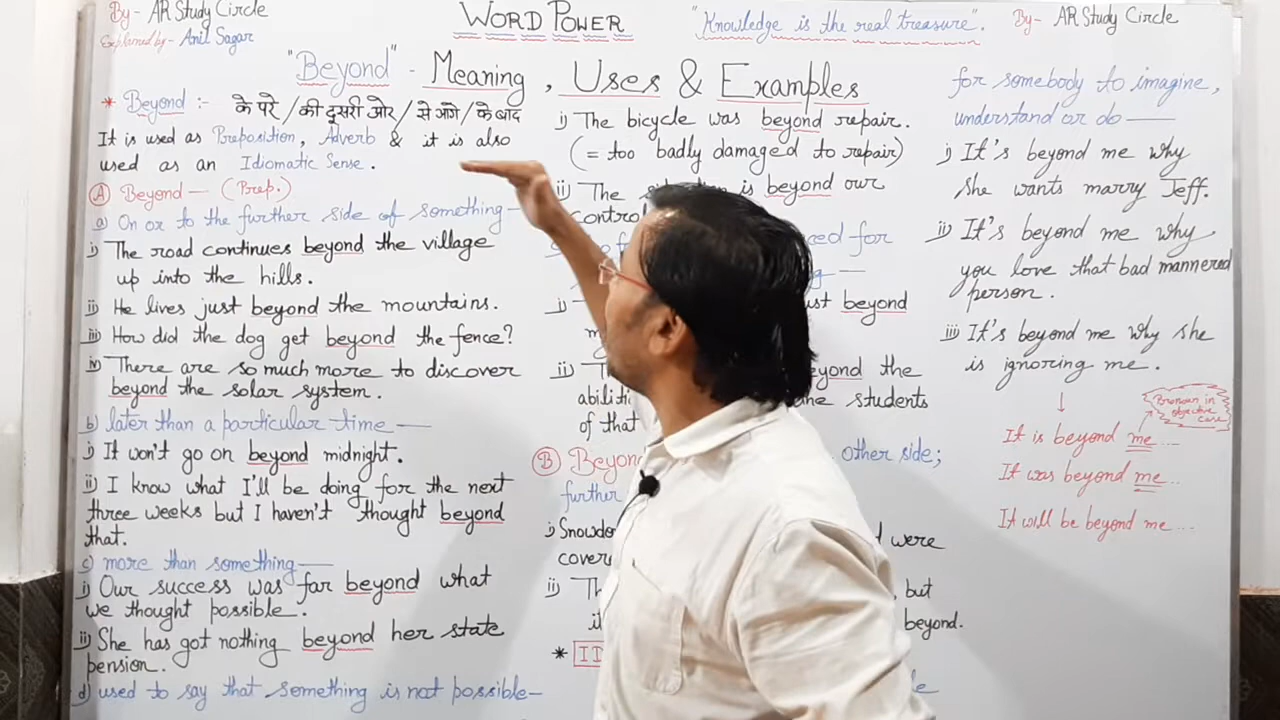 By- AR Study Circle
Explained by- Anil Sagar
WORD POWER
"Knowledge is the real treasure".
By- AR Study Circle
"Beyond" - Meaning, Uses & Examples
* Beyond :- के परे / की दूसरी ओर / से आगे / के बाद
It is used as Preposition, Adverb & it is also
used as an Idiomatic Sense.
(A) Beyond — (Prep.)
a) On or to the further side of something—
i) The road continues beyond the village
up into the hills.
ii) He lives just beyond the mountains.
iii) How did the dog get beyond the fence?
iv) There are so much more to discover
beyond the solar system.
b) later than a particular time —
i) It won't go on beyond midnight.
ii) I know what I'll be doing for the next
three weeks but I haven't thought beyond
that.
c) more than something—
i) Our success was far beyond what
we thought possible.
ii) She has got nothing beyond her state
pension.
d) used to say that something is not possible—
i) The bicycle was beyond repair.
(= too badly damaged to repair)
ii) The is beyond our
control
for
i) just beyond
ii) beyond the
abiliti the students
of that
(B) Beyon other side;
further
i) Snowdo were
cover
ii) Th , but
i beyond.
* ID
for somebody to imagine,
understand or do —
i) It's beyond me why
she wants marry Jeff.
ii) It's beyond me why
you love that bad mannered
person.
iii) It's beyond me why she
is ignoring me.
↓
Pronoun in
objective
case
It is beyond me...
It was beyond me..
It will be beyond me...